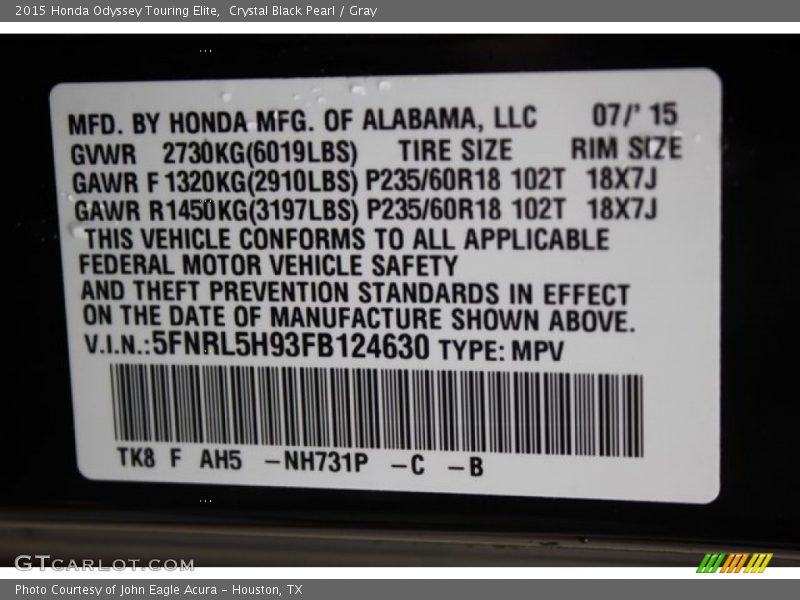 2015 Honda Odyssey Touring Elite,  Crystal Black Pearl / Gray
MFD. BY HONDA MFG. OF ALABAMA, LLC 07/' 15
GVWR 2730KG(6019LBS) TIRE SIZE RIM SIZE
GAWR F 1320KG(2910LBS) P235/60R18 102T 18X7J
GAWR R1450KG(3197LBS) P235/60R18 102T 18X7J
THIS VEHICLE CONFORMS TO ALL APPLICABLE
FEDERAL MOTOR VEHICLE SAFETY
AND THEFT PREVENTION STANDARDS IN EFFECT
ON THE DATE OF MANUFACTURE SHOWN ABOVE.
V.I.N.:5FNRL5H93FB124630 TYPE: MPV
TK8 F AH5 –NH731P –C –B
GTCARLOT.COM
Photo Courtesy of John Eagle Acura – Houston, TX